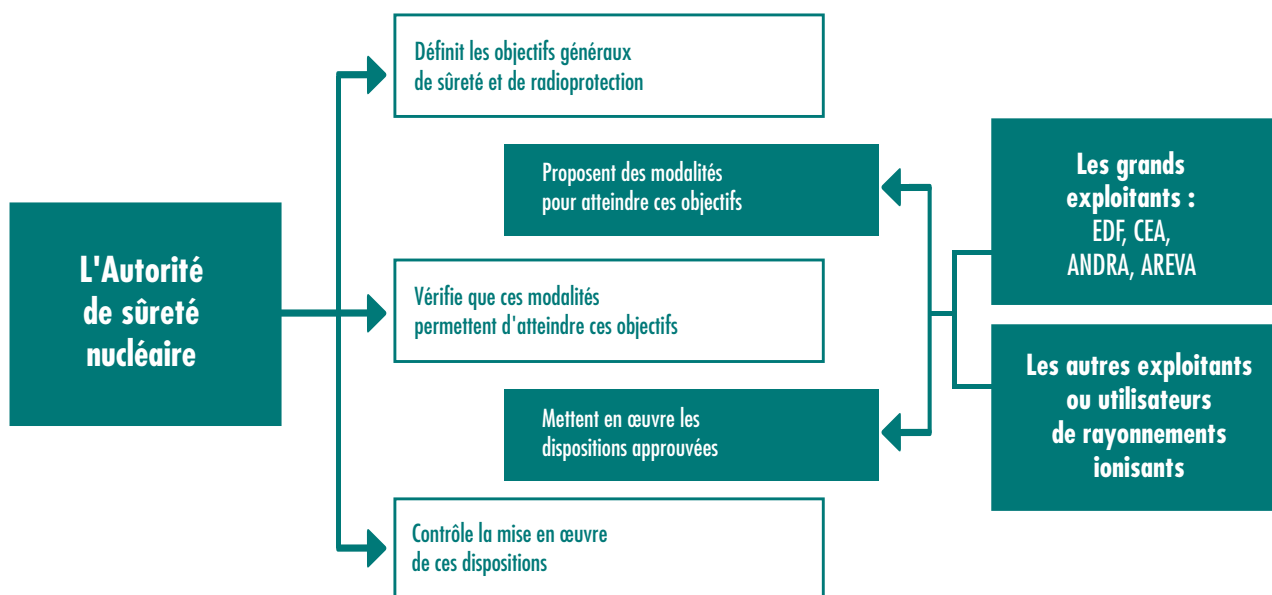 Définit les objectifs généraux
de sûreté et de radioprotection
Proposent des modalités
pour atteindre ces objectifs
Les grands
exploitants :
EDF, CEA,
ANDRA, AREVA
L'Autorité
de sûreté
nucléaire
Vérifie que ces modalités
permettent d'atteindre ces objectifs
Les autres exploitants
ou utilisateurs
de rayonnements
ionisants
Mettent en œuvre les
dispositions approuvées
Contrôle la mise en œuvre
de ces dispositions